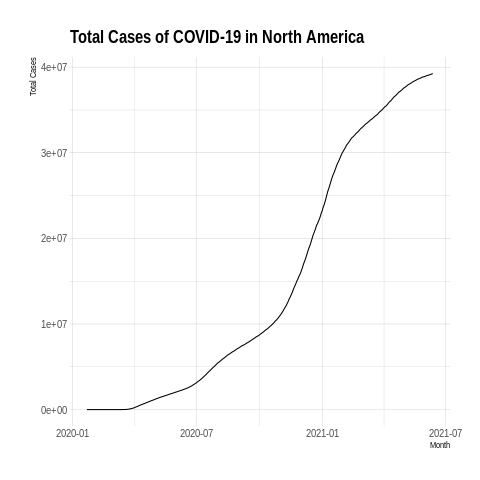 Total Cases of COVID-19 in North America
Total Cases
4e+07
3e+07
2e+07
1e+07
0e+00
2020-01 2020-07 2021-01 2021-07
Month